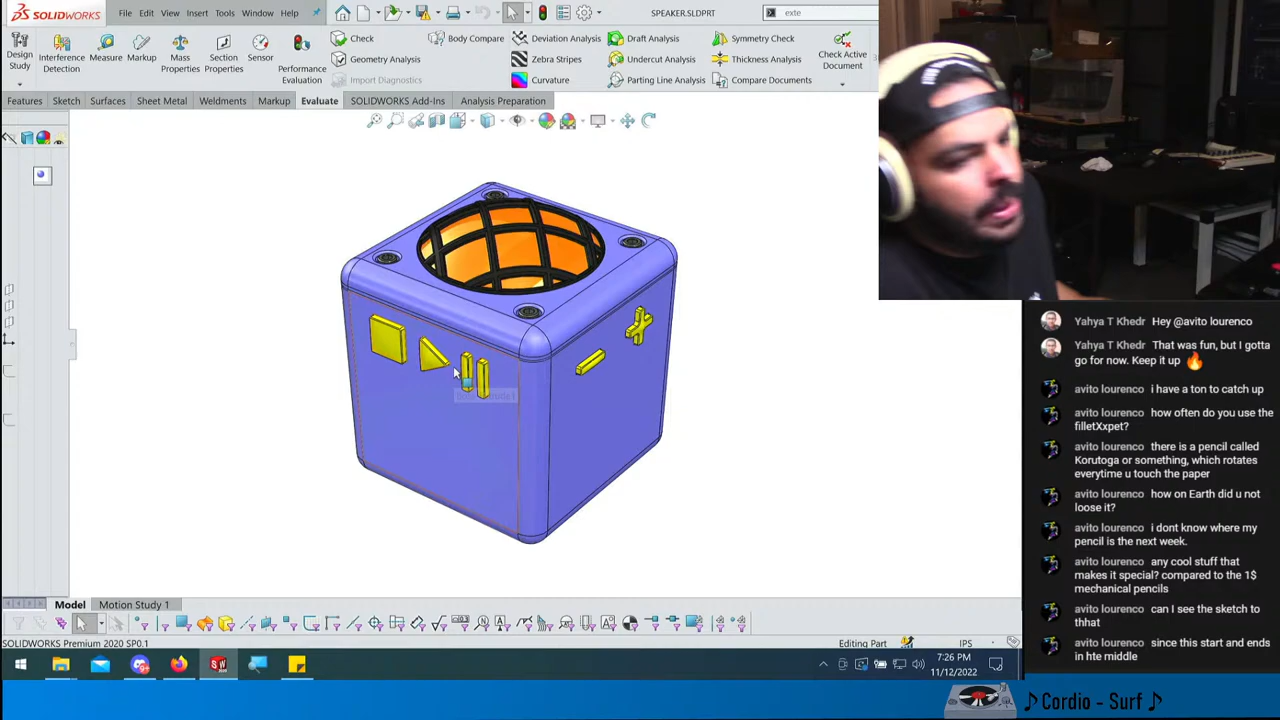 SOLIDWORKS
File Edit View Insert Tools Window Help
SPEAKER.SLDPRT
exte
Design Study
Interference Detection
Measure
Markup
Mass Properties
Section Properties
Sensor
Performance Evaluation
Check
Geometry Analysis
Import Diagnostics
Body Compare
Deviation Analysis
Zebra Stripes
Curvature
Draft Analysis
Undercut Analysis
Parting Line Analysis
Symmetry Check
Thickness Analysis
Compare Documents
Check Active Document
Features Sketch Surfaces Sheet Metal Weldments Markup Evaluate SOLIDWORKS Add-Ins Analysis Preparation
Yahya T Khedr Hey @avito lourenco
Yahya T Khedr That was fun, but I gotta
go for now. Keep it up 🔥
avito lourenco i have a ton to catch up
avito lourenco how often do you use the
filletXxpet?
avito lourenco there is a pencil called
Korutoga or something, which rotates
everytime u touch the paper
avito lourenco how on Earth did u not
loose it?
avito lourenco i dont know where my
pencil is the next week.
avito lourenco any cool stuff that
makes it special? compared to the 1$
mechanical pencils
avito lourenco can I see the sketch to
thhat
avito lourenco since this start and ends
in hte middle
Model Motion Study 1
SOLIDWORKS Premium 2020 SP0.1
Editing Part
IPS
7:26 PM
11/12/2022
♪ Cordio - Surf ♪